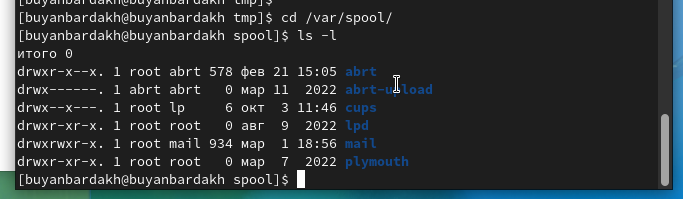 [buyanbardakh@buyanbardakh tmp]$
[buyanbardakh@buyanbardakh tmp]$ cd /var/spool/
[buyanbardakh@buyanbardakh spool]$ ls -l
итого 0
drwxr-x--x. 1 root abrt 578 фев 21 15:05 abrt
drwx------. 1 abrt abrt   0 мар 11  2022 abrt-upload
drwx--x---. 1 root lp     6 окт  3 11:46 cups
drwxr-xr-x. 1 root root   0 авг  9  2022 lpd
drwxrwxr-x. 1 root mail 934 мар  1 18:56 mail
drwxr-xr-x. 1 root root   0 мар  7  2022 plymouth
[buyanbardakh@buyanbardakh spool]$